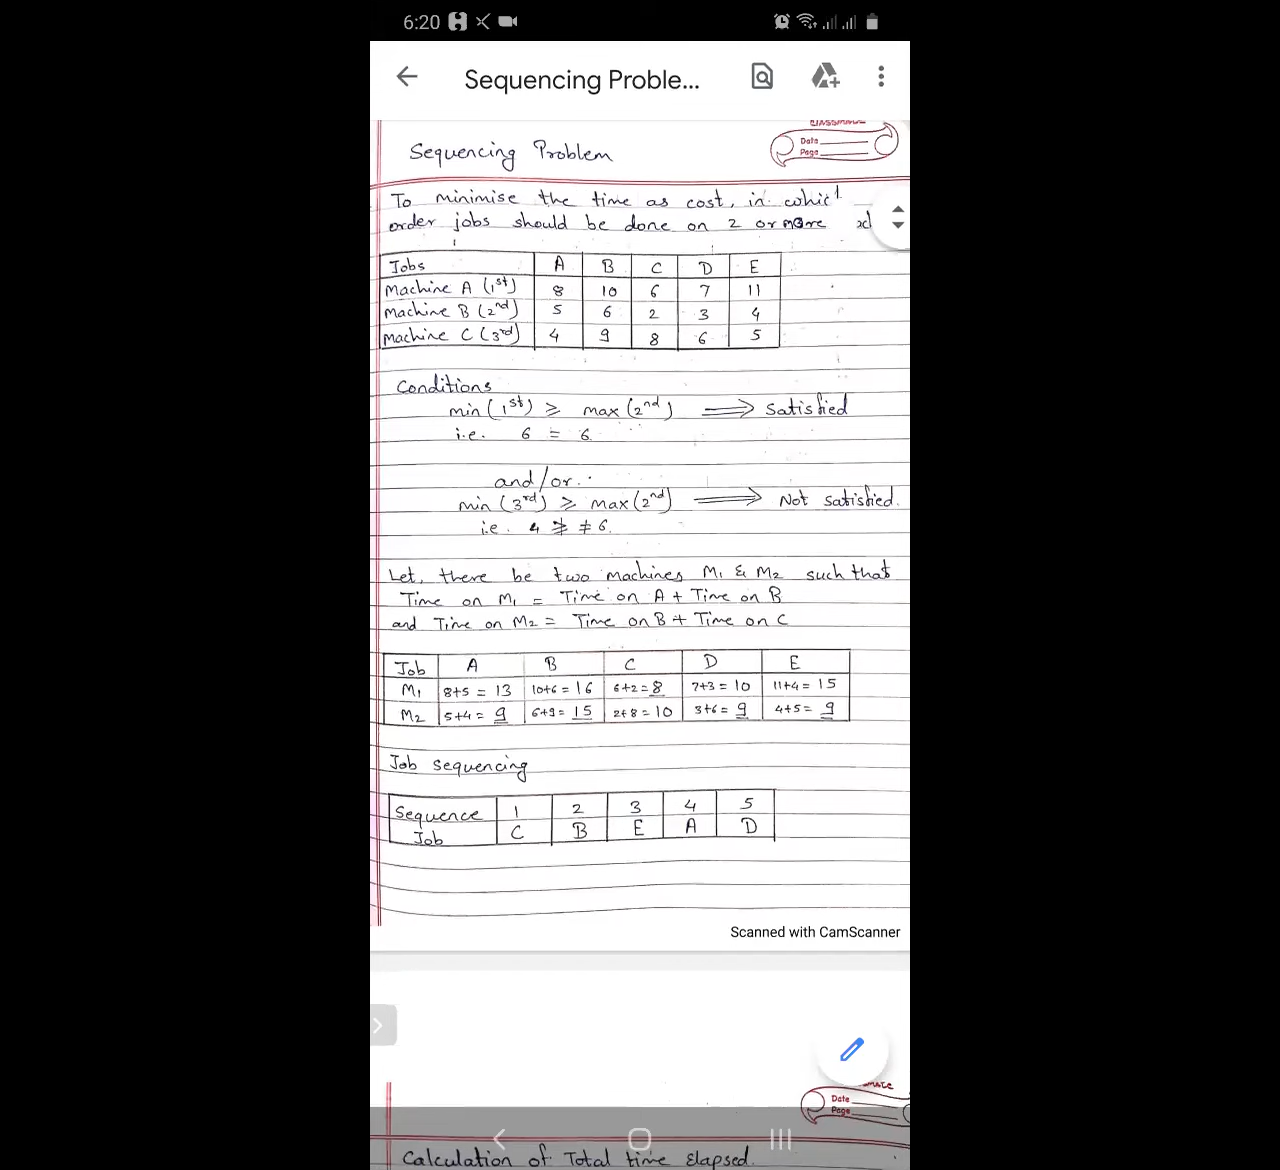 6:20
Sequencing Proble...
classmate
Date
Page
Sequencing Problem
To minimise the time as cost, in which
order jobs should be done on 2 or more
Jobs A B C D E
Machine A (1st) 8 10 6 7 11
Machine B (2nd) 5 6 2 3 4
Machine C (3rd) 4 9 8 6 5
Conditions
min (1st) ⩾ max (2nd) ⟹ Satisfied
i.e. 6 = 6.
and/or.
min (3rd) ⩾ max (2nd) ⟹ Not satisfied.
i.e. 4 ≱ ≠ 6.
Let, there be two machines M1 & M2 such that
Time on M1 = Time on A + Time on B
and Time on M2 = Time on B + Time on C
Job A B C D E
M1 8+5 = 13 10+6 = 16 6+2 = 8 7+3 = 10 11+4 = 15
M2 5+4 = 9 6+9 = 15 2+8 = 10 3+6 = 9 4+5 = 9
Job sequencing
Sequence 1 2 3 4 5
Job C B E A D
Scanned with CamScanner
Date
Page
Calculation of Total time Elapsed.